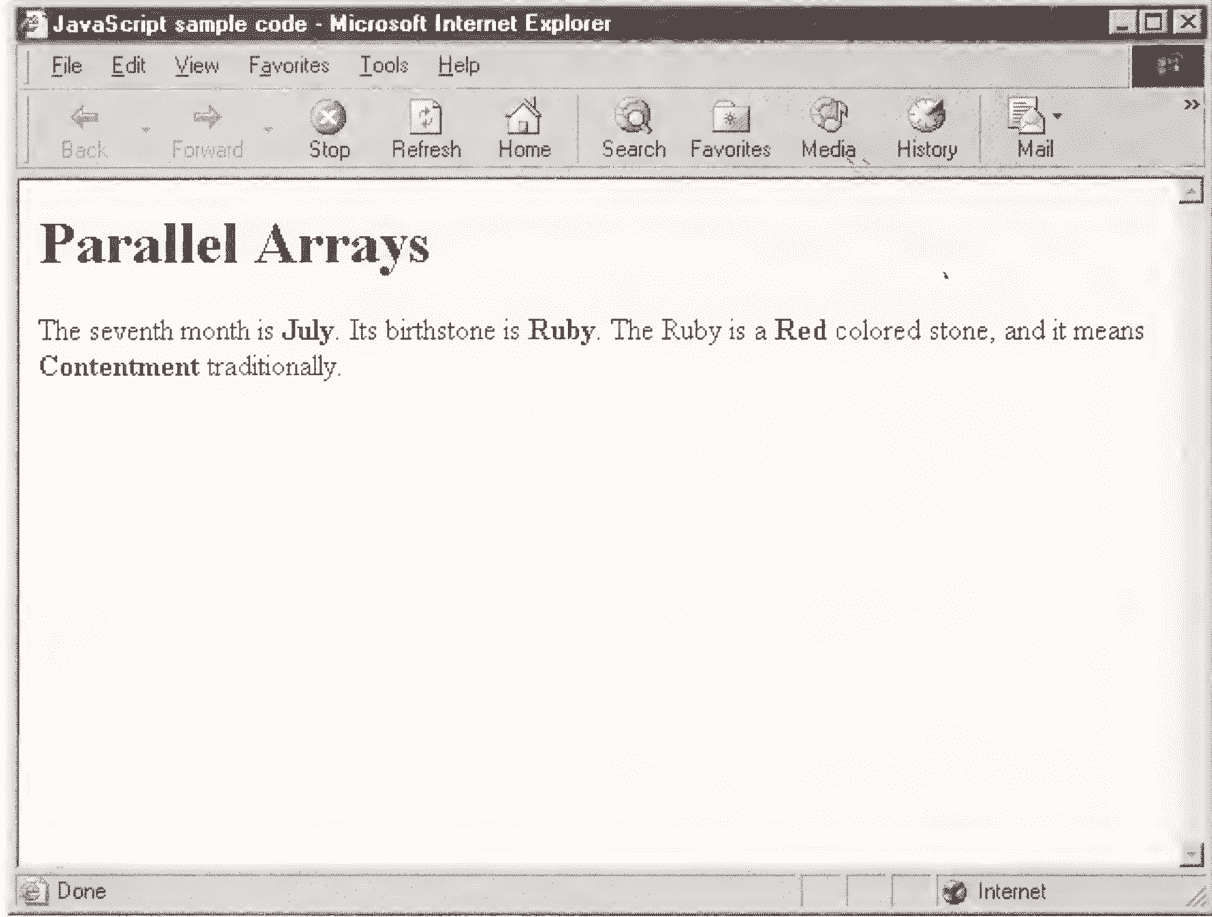 JavaScript sample code - Microsoft Internet Explorer
File Edit View Favorites Tools Help
Back Forward Stop Refresh Home Search Favorites Media History Mail »
Parallel Arrays
The seventh month is July. Its birthstone is Ruby. The Ruby is a Red colored stone, and it means
Contentment traditionally.
Done Internet